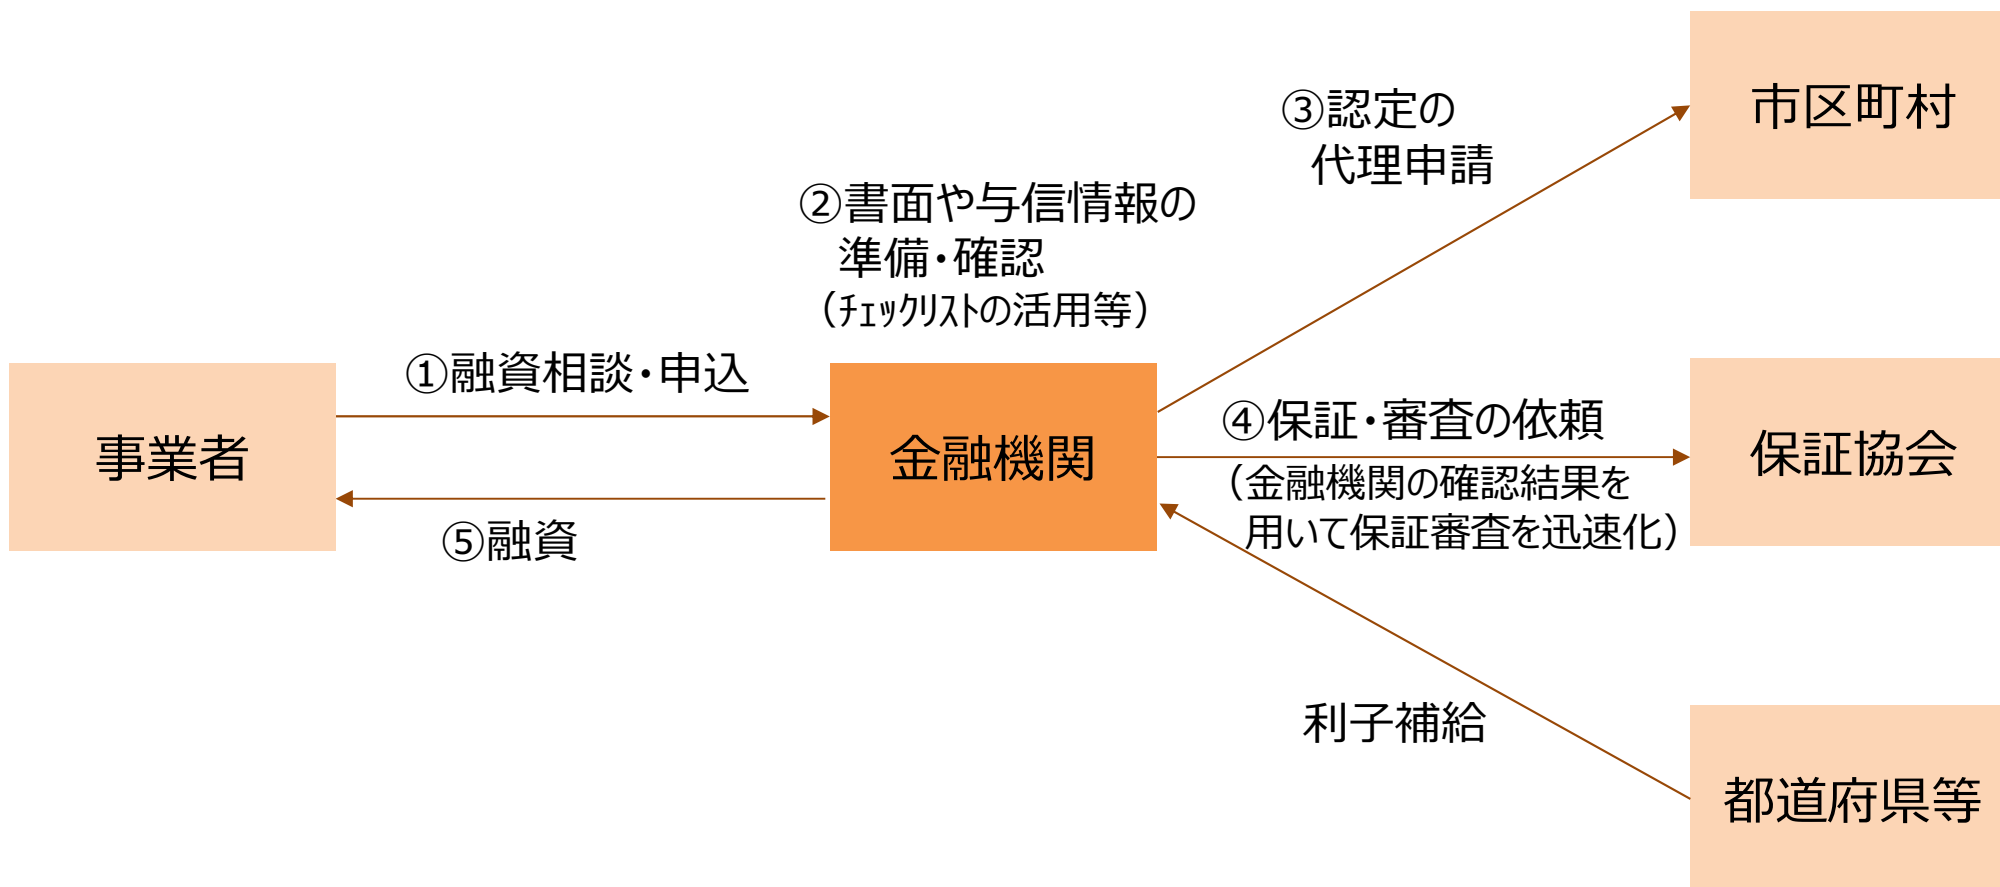 市区町村
③認定の
代理申請
②書面や与信情報の
準備・確認
（ﾁｪｯｸﾘｽﾄの活用等）
①融資相談・申込
事業者
金融機関
④保証・審査の依頼
（金融機関の確認結果を
用いて保証審査を迅速化）
保証協会
⑤融資
利子補給
都道府県等